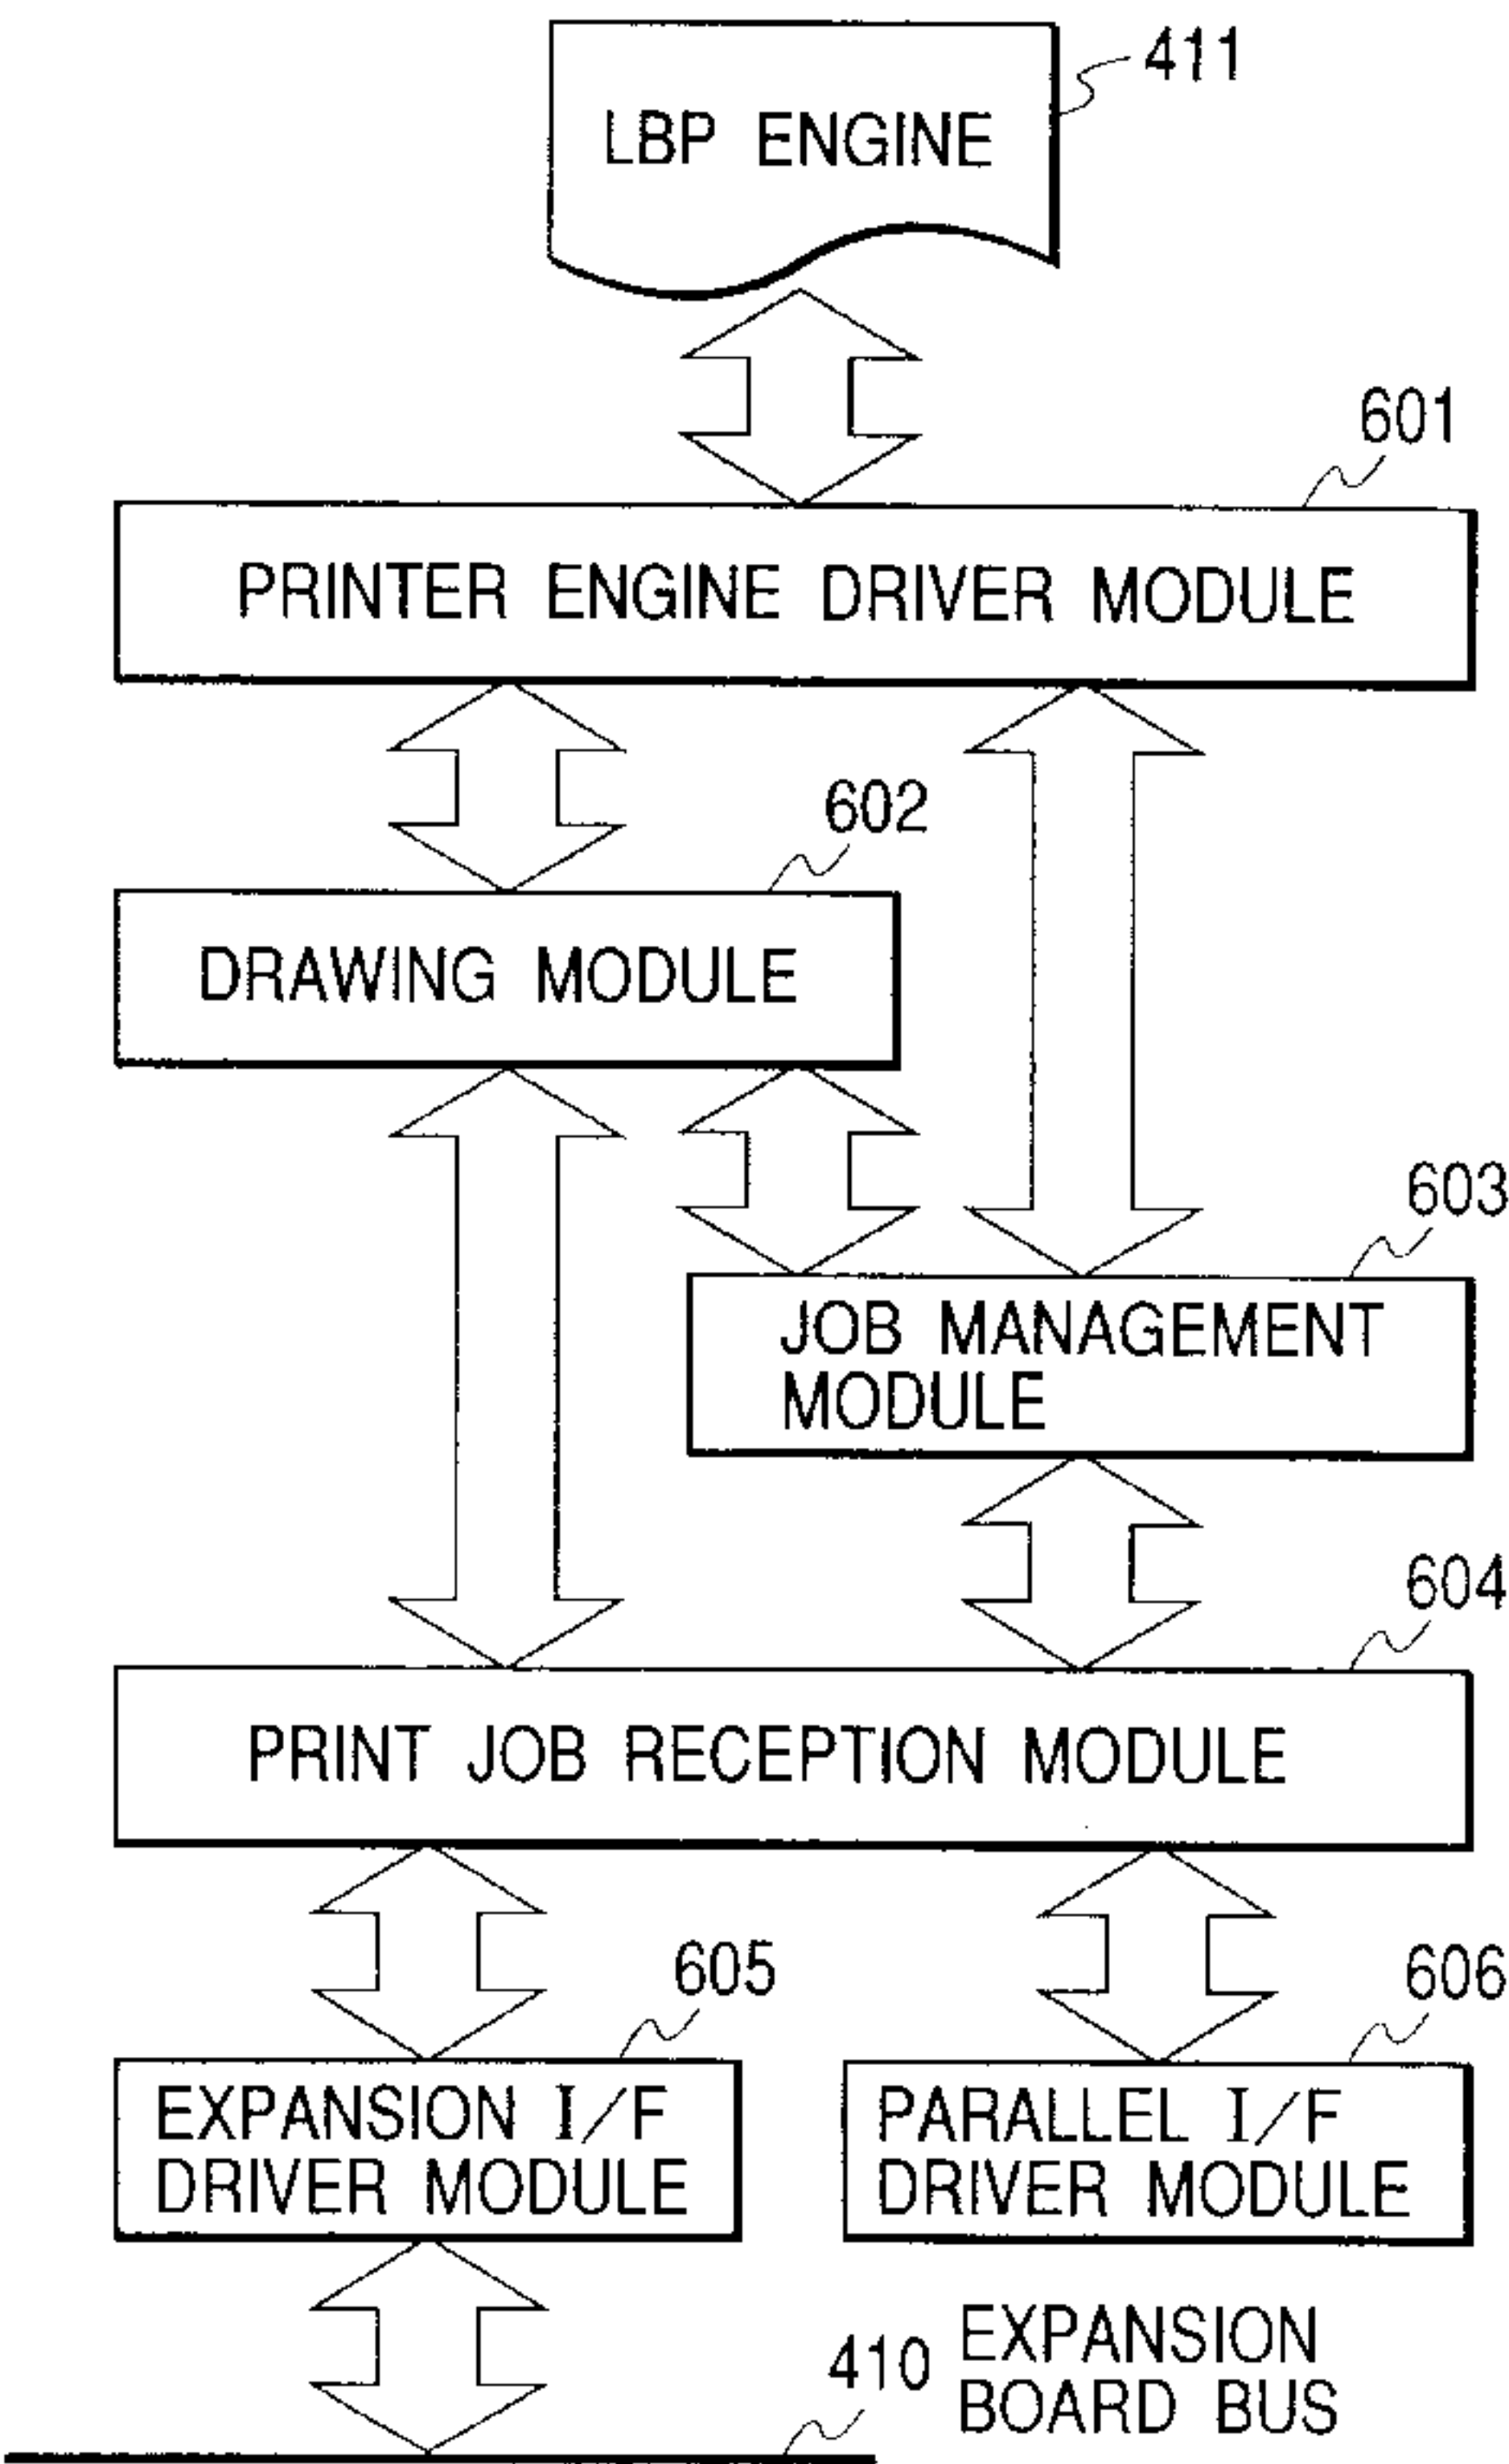 411
LBP ENGINE
601
PRINTER ENGINE DRIVER MODULE
602
DRAWING MODULE
603
JOB MANAGEMENT
MODULE
604
PRINT JOB RECEPTION MODULE
605
606
EXPANSION I/F
DRIVER MODULE
PARALLEL I/F
DRIVER MODULE
410
EXPANSION
BOARD BUS